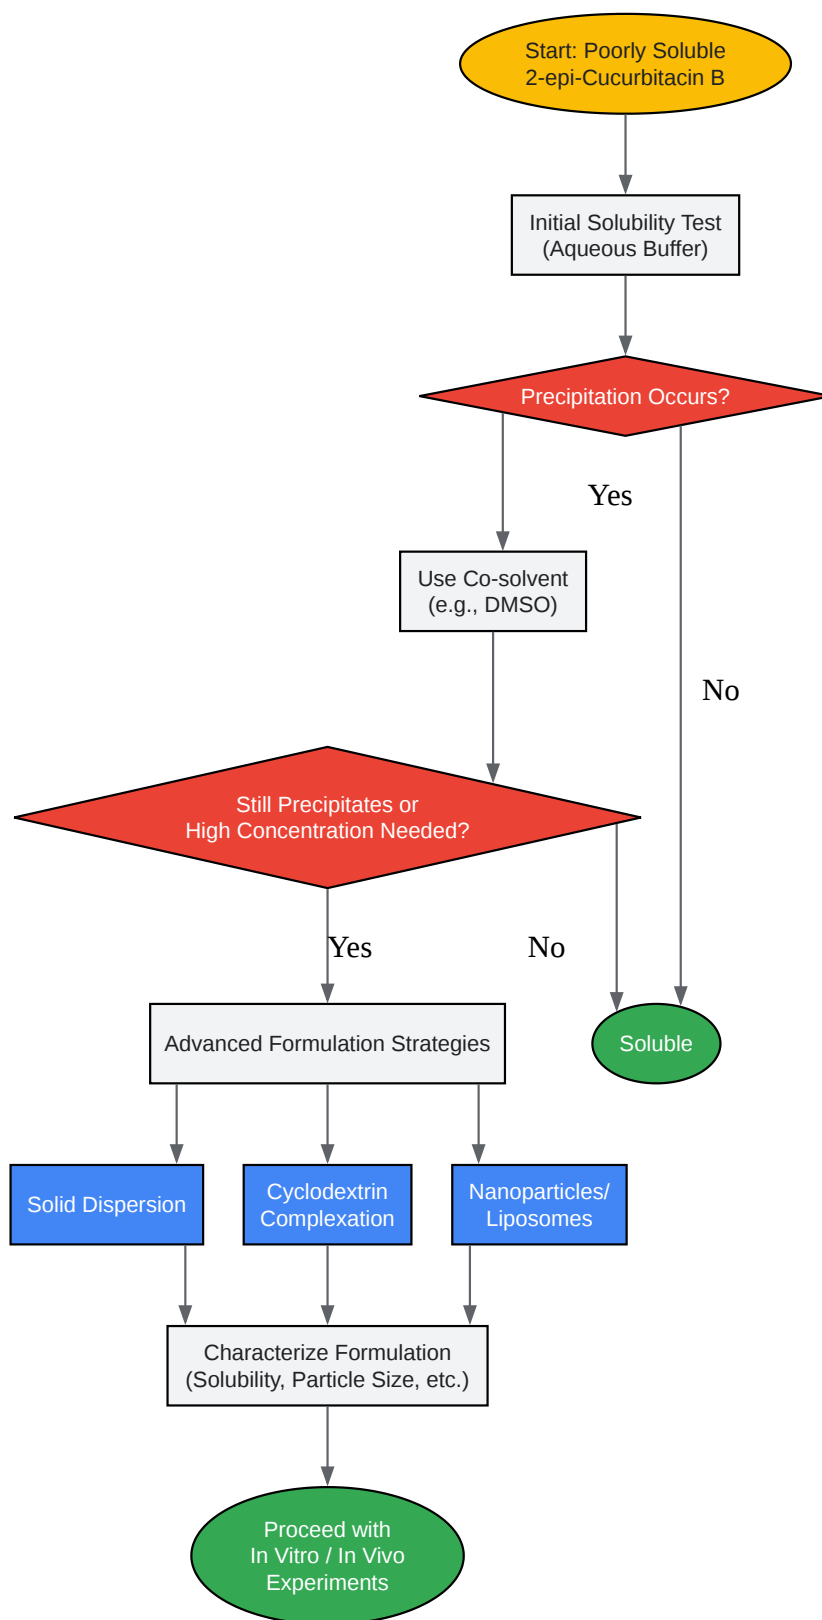 Start: Poorly Soluble
2-epi-Cucurbitacin B
Initial Solubility Test
(Aqueous Buffer)
Precipitation Occurs?
Yes
Use Co-solvent
(e.g., DMSO)
No
Still Precipitates or
High Concentration Needed?
Yes
No
Advanced Formulation Strategies
Soluble
Solid Dispersion
Cyclodextrin
Complexation
Nanoparticles/
Liposomes
Characterize Formulation
(Solubility, Particle Size, etc.)
Proceed with
In Vitro / In Vivo
Experiments